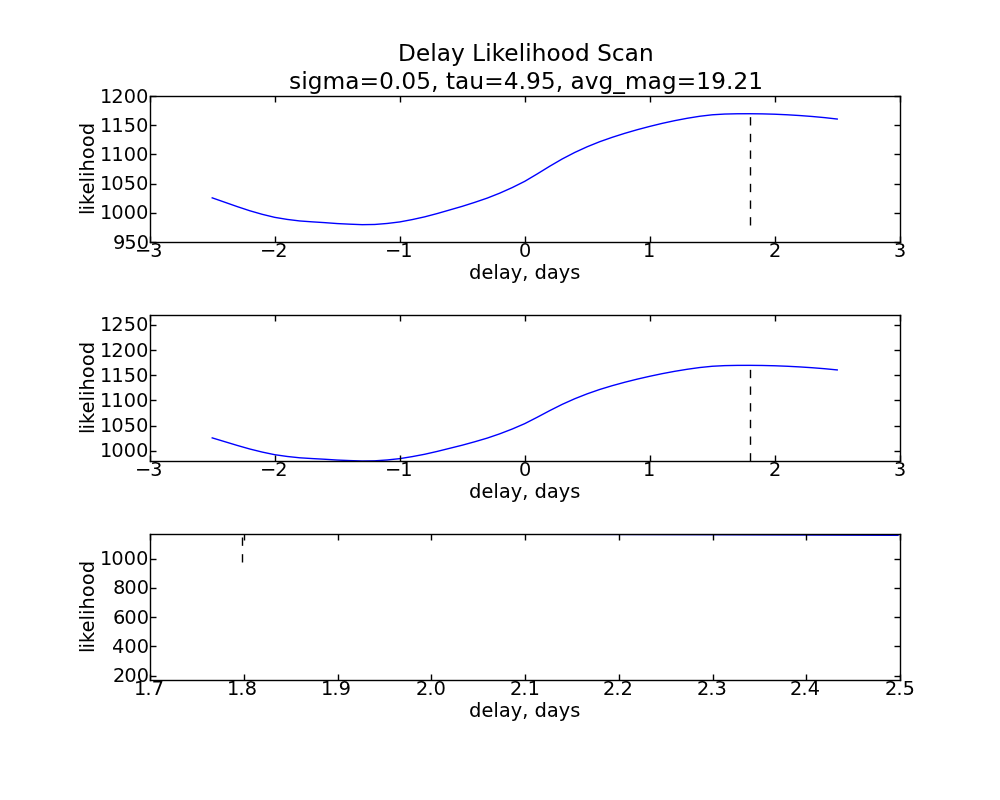 Delay Likelihood Scan
sigma=0.05, tau=4.95, avg_mag=19.21
1200
1150
1100
1050
1000
950
likelihood
−3 −2 −1 0 1 2 3
delay, days
1250
1200
1150
1100
1050
1000
likelihood
−3 −2 −1 0 1 2 3
delay, days
1000
800
600
400
200
likelihood
1.7 1.8 1.9 2.0 2.1 2.2 2.3 2.4 2.5
delay, days